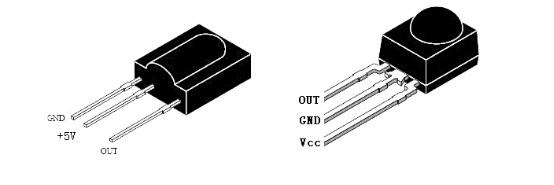 GND
+5V
OUT
OUT
GND
Vcc